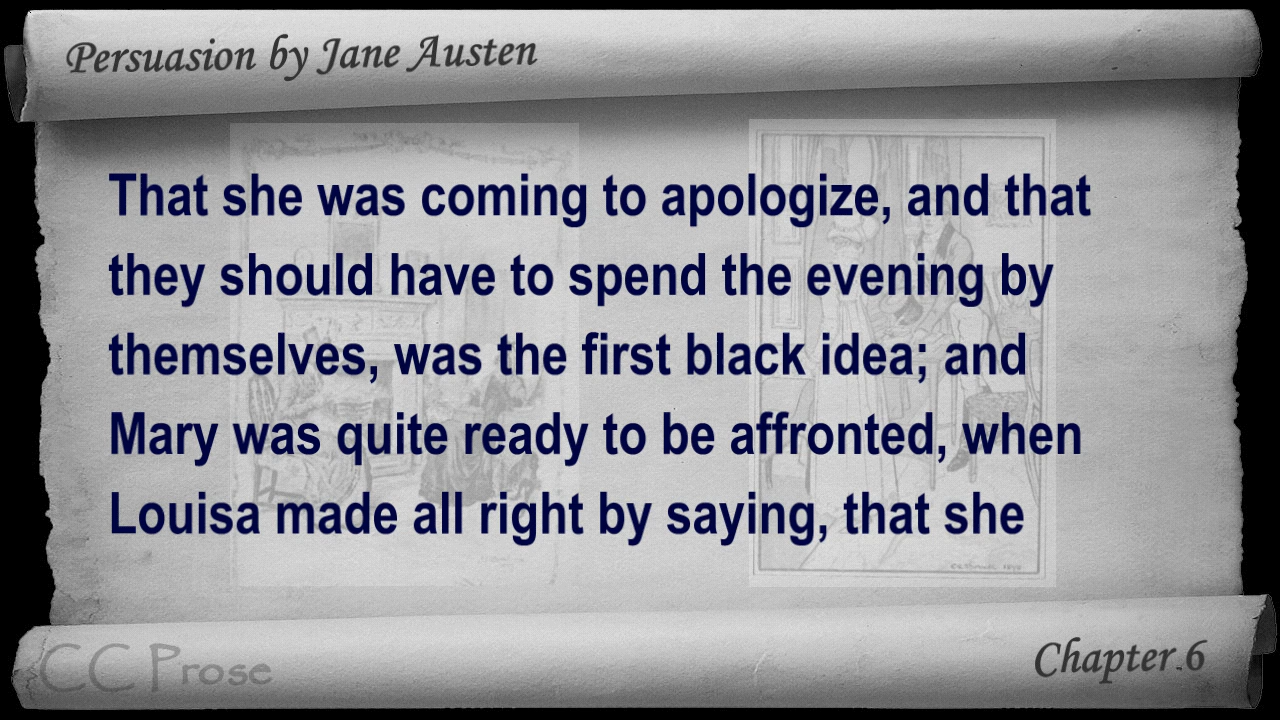 Persuasion by Jane Austen
That she was coming to apologize, and that
they should have to spend the evening by
themselves, was the first black idea; and
Mary was quite ready to be affronted, when
Louisa made all right by saying, that she
CC Prose
Chapter.6